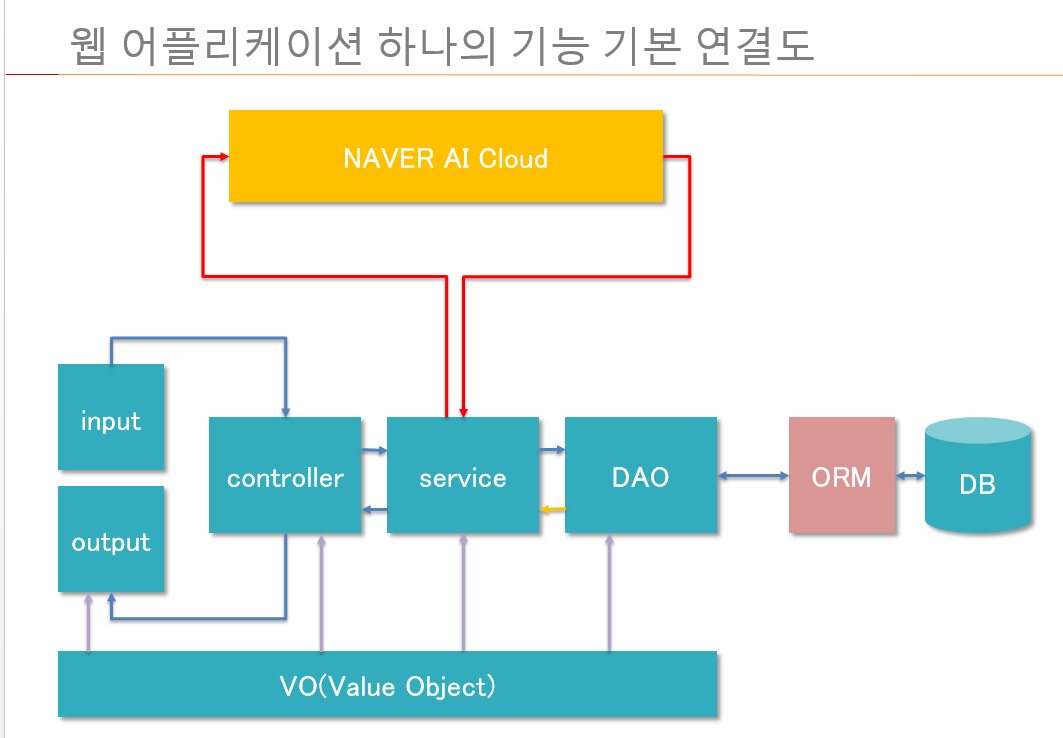 웹 어플리케이션 하나의 기능 기본 연결도
NAVER AI Cloud
input
controller
service
DAO
ORM
DB
output
VO(Value Object)